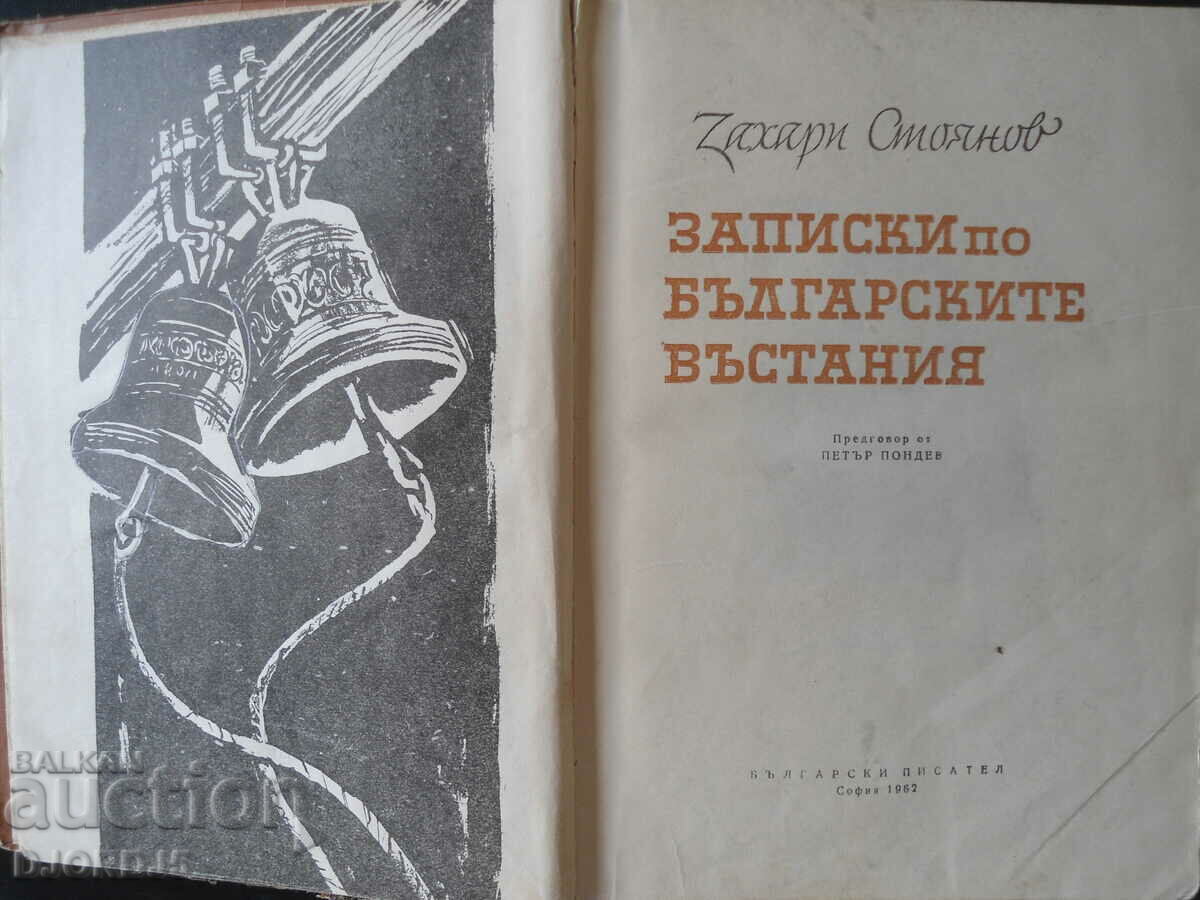 Захари Стоянов
ЗАПИСКИ ПО
БЪЛГАРСКИТЕ
ВЪСТАНИЯ
Предговор от
ПЕТЪР ПОНДЕВ
БЪЛГАРСКИ ПИСАТЕЛ
София 1962
BALKAN
auction